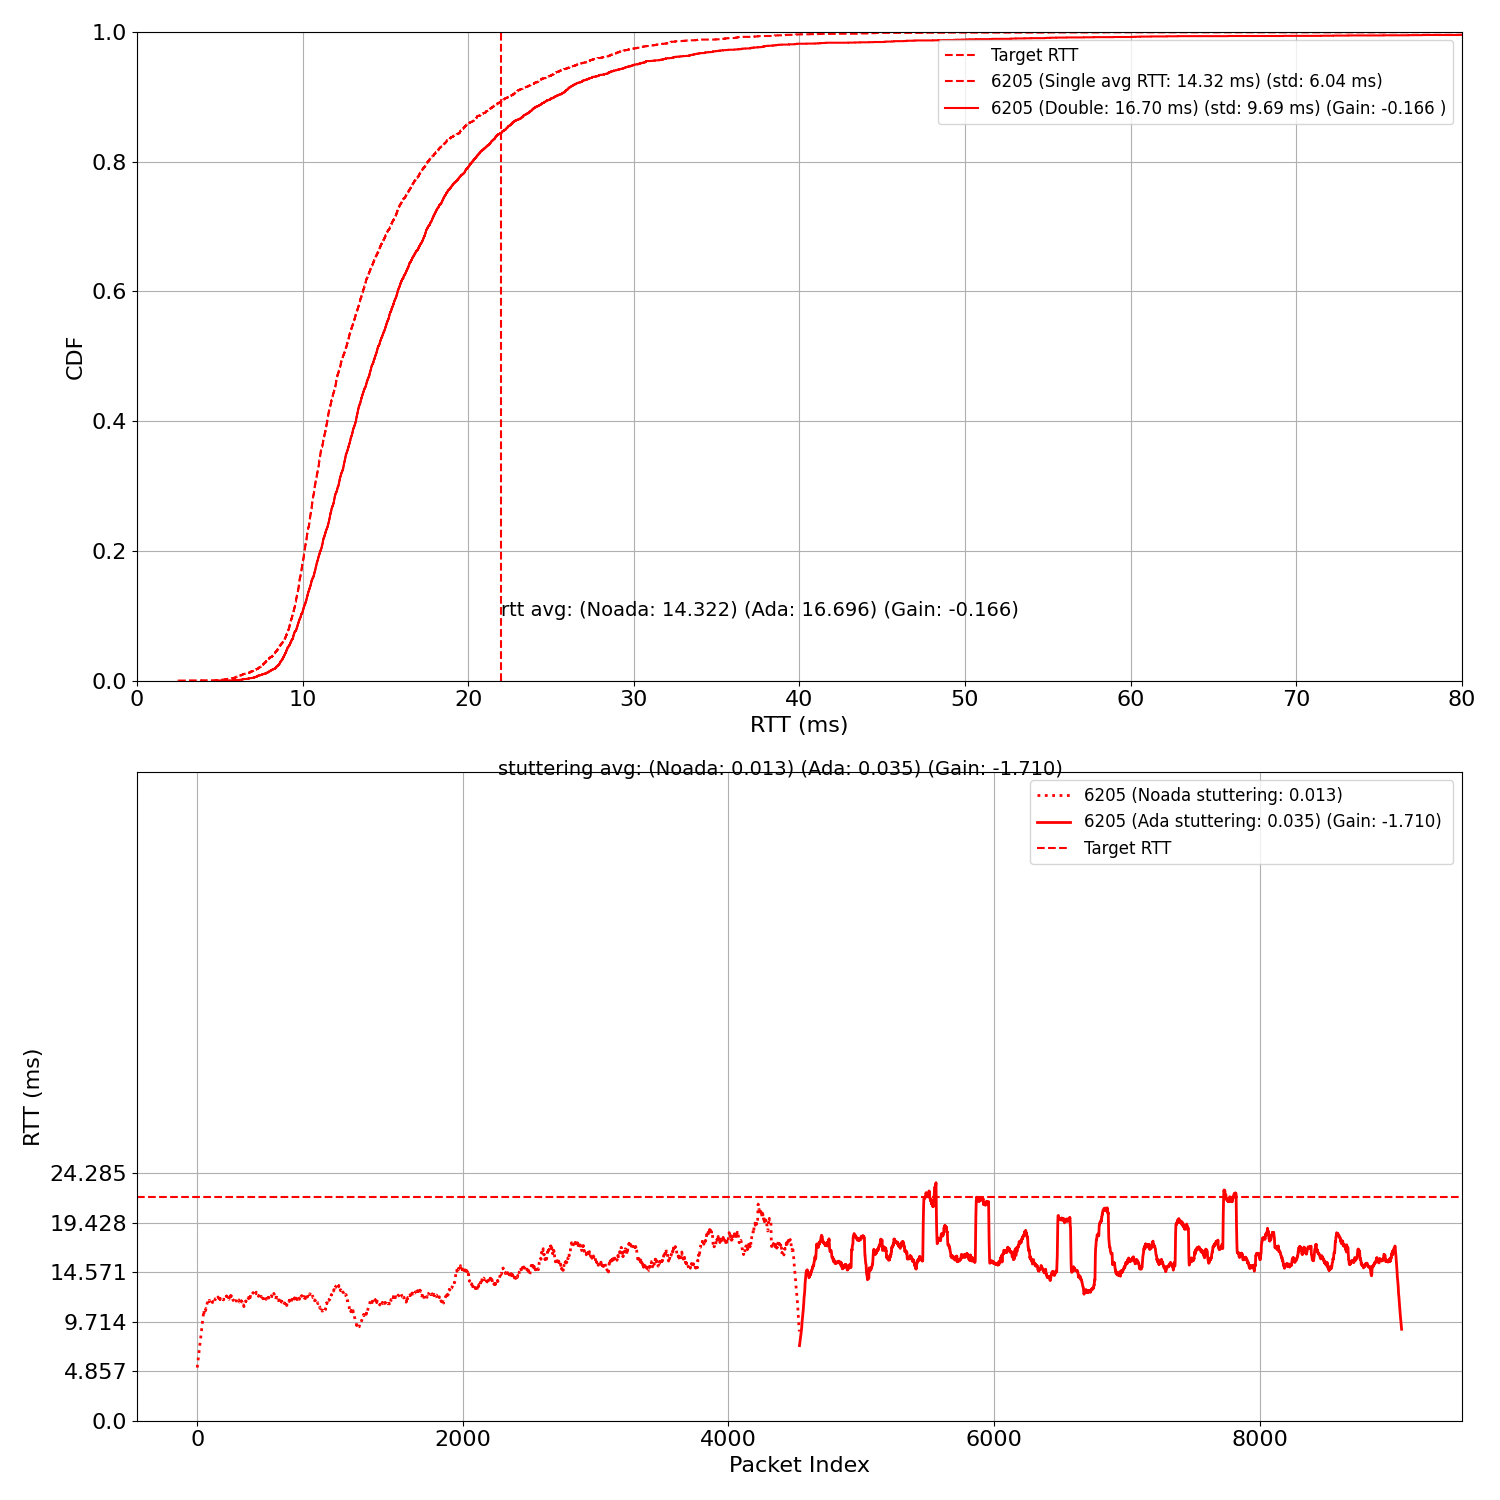 1.0
0.8
0.6
0.4
0.2
0.0
CDF
Target RTT
6205 (Single avg RTT: 14.32 ms) (std: 6.04 ms)
6205 (Double: 16.70 ms) (std: 9.69 ms) (Gain: -0.166 )
rtt avg: (Noada: 14.322) (Ada: 16.696) (Gain: -0.166)
0 10 20 30 40 50 60 70 80
RTT (ms)
stuttering avg: (Noada: 0.013) (Ada: 0.035) (Gain: -1.710)
6205 (Noada stuttering: 0.013)
6205 (Ada stuttering: 0.035) (Gain: -1.710)
Target RTT
RTT (ms)
24.285
19.428
14.571
9.714
4.857
0.0
0 2000 4000 6000 8000
Packet Index